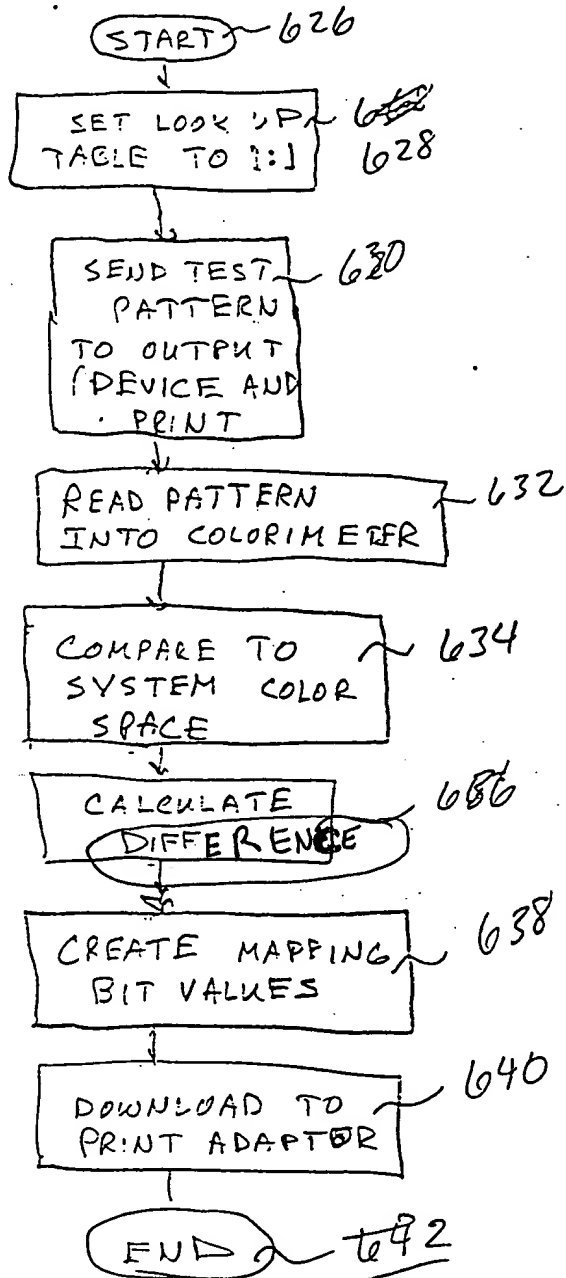 START 626
SET LOOK UP
TABLE TO 1:1 628
SEND TEST 630
PATTERN
TO OUTPUT
DEVICE AND
PRINT
READ PATTERN 632
INTO COLORIMETER
COMPARE TO 634
SYSTEM COLOR
SPACE
CALCULATE
DIFFERENCE
CREATE MAPPING 638
BIT VALUES
DOWNLOAD TO 640
PRINT ADAPTOR
END 642